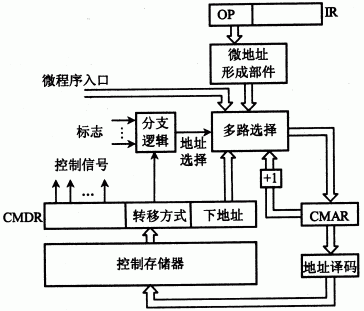 OP
IR
微地址
形成部件
微程序入口
标志
分支
逻辑
地址
选择
多路选择
控制信号
+1
CMDR
转移方式
下地址
CMAR
控制存储器
地址译码